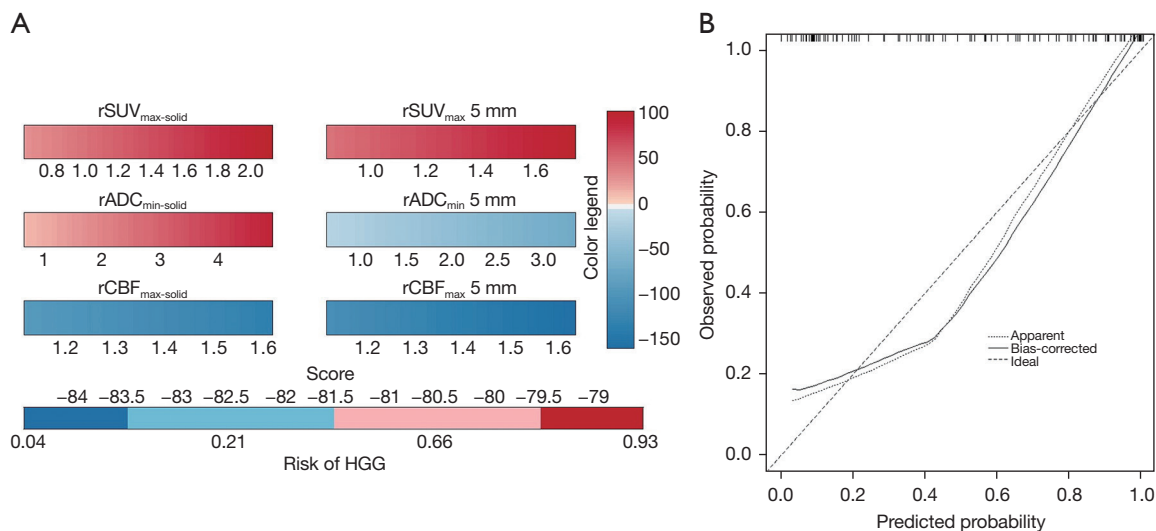 A
rSUVmax-solid
0.8 1.0 1.2 1.4 1.6 1.8 2.0
rSUVmax 5 mm
1.0 1.2 1.4 1.6
rADCmin-solid
1 2 3 4
rADCmin 5 mm
1.0 1.5 2.0 2.5 3.0
rCBFmax-solid
1.2 1.3 1.4 1.5 1.6
rCBFmax 5 mm
1.2 1.3 1.4 1.5 1.6
Color legend
100
50
0
−50
−100
−150
Score
−84 −83.5 −83 −82.5 −82 −81.5 −81 −80.5 −80 −79.5 −79
0.04 0.21 0.66 0.93
Risk of HGG
B
Observed probability
1.0
0.8
0.6
0.4
0.2
0.0
Apparent
Bias-corrected
Ideal
0.0 0.2 0.4 0.6 0.8 1.0
Predicted probability